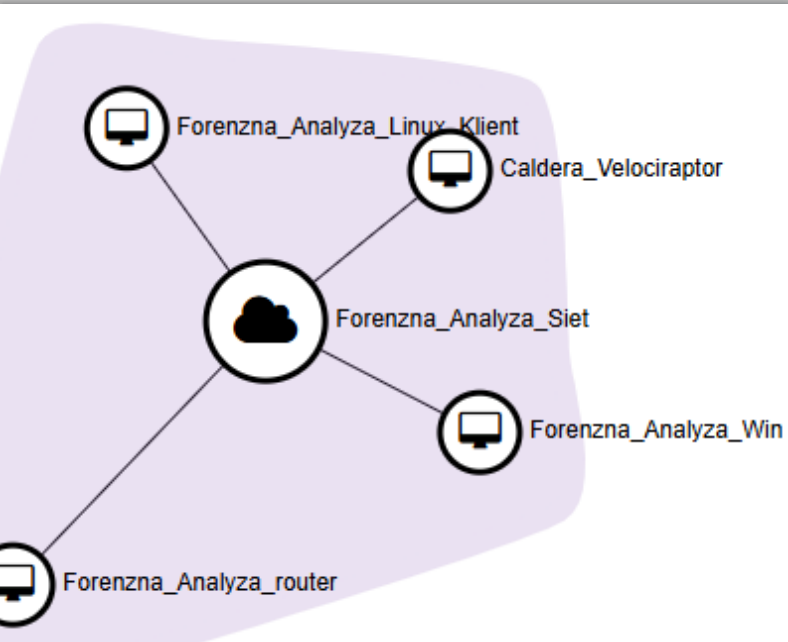 Forenzna_Analyza_Linux_Klient
Caldera_Velociraptor
Forenzna_Analyza_Siet
Forenzna_Analyza_Win
Forenzna_Analyza_router